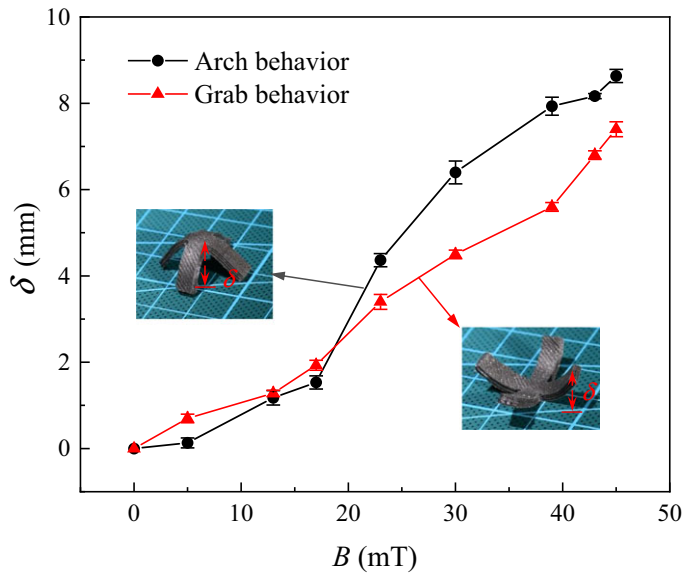 10
8
6
4
2
0
δ (mm)
Arch behavior
Grab behavior
δ
δ
0
10
20
30
40
50
B (mT)